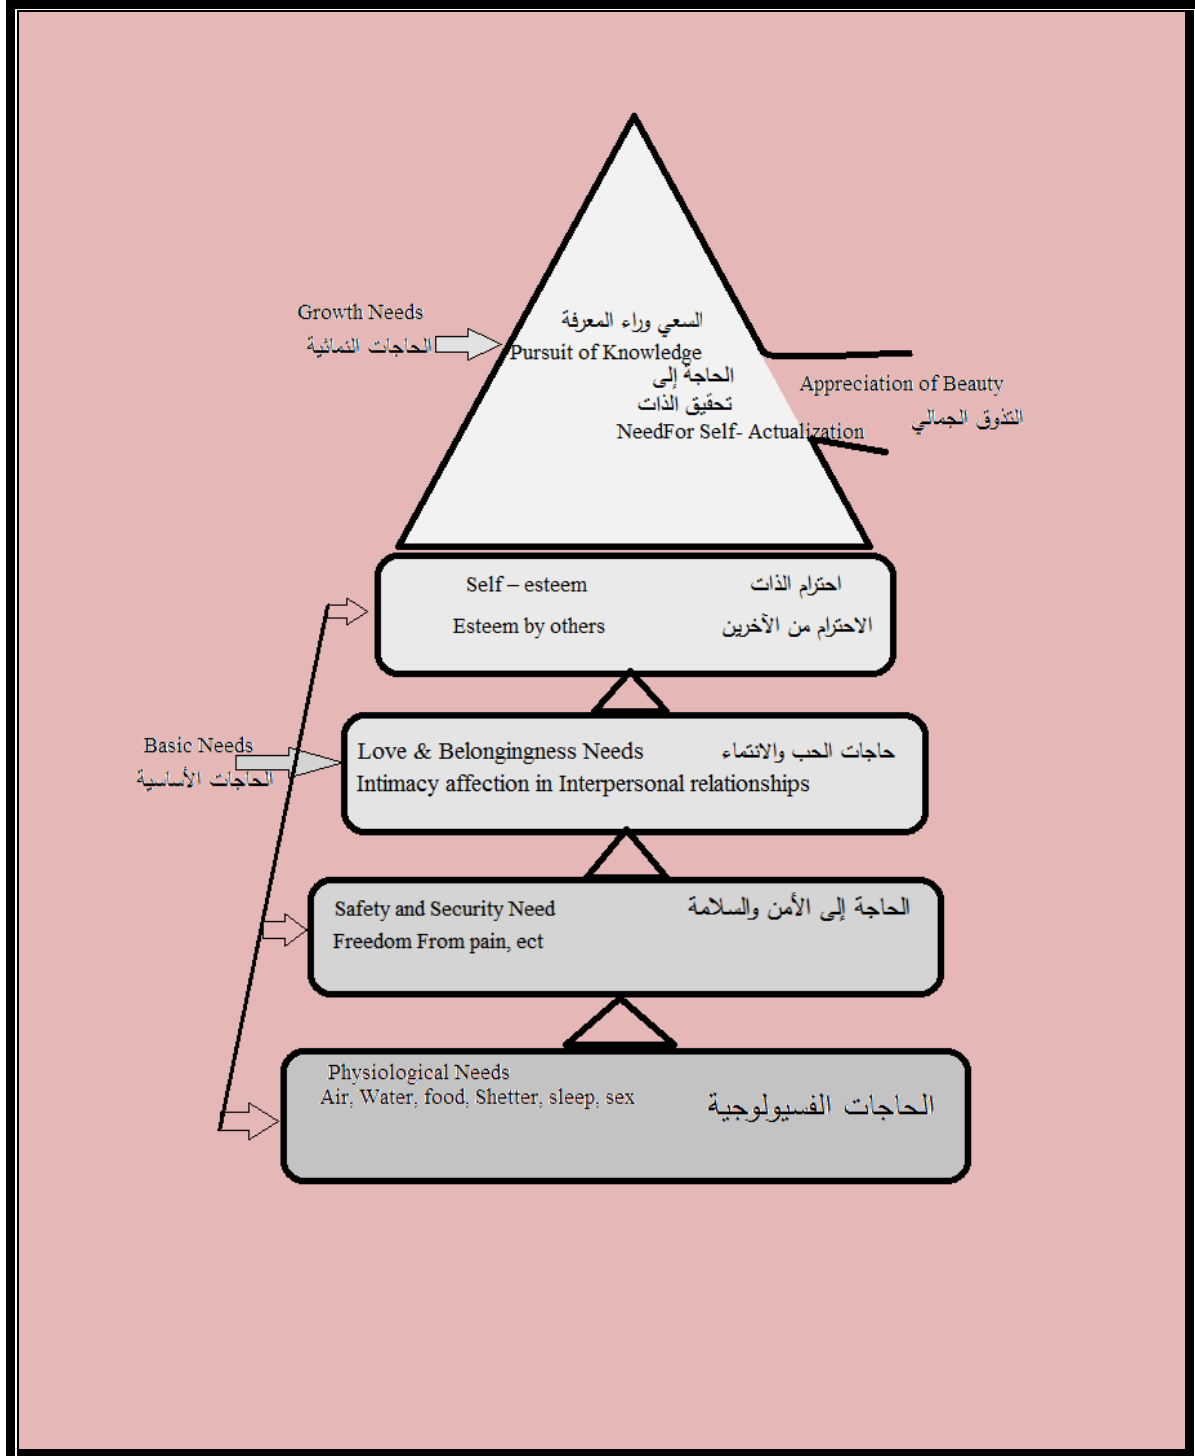 السعي وراء المعرفة
Growth Needs
الحاجات النمائية
Pursuit of Knowledge
الحاجة إلى
تحقيق الذات
NeedFor Self- Actualization
Appreciation of Beauty
التذوق الجمالي
Self – esteem احترام الذات
Esteem by others الاحترام من الآخرين
Basic Needs
الحاجات الأساسية
Love & Belongingness Needs حاجات الحب والانتماء
Intimacy affection in Interpersonal relationships
Safety and Security Need الحاجة إلى الأمن والسلامة
Freedom From pain, ect
Physiological Needs
Air, Water, food, Shetter, sleep, sex
الحاجات الفسيولوجية